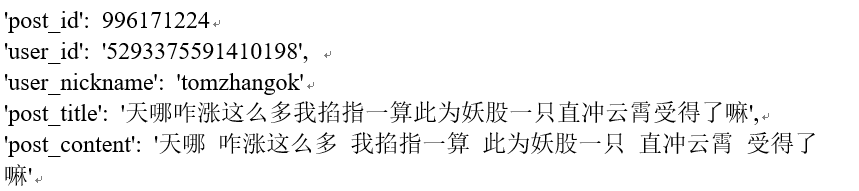 'post_id': 996171224
'user_id': '5293375591410198',
'user_nickname': 'tomzhangok'
'post_title': '天哪咋涨这么多我掐指一算此为妖股一只直冲云霄受得了嘛',
'post_content': '天哪 咋涨这么多 我掐指一算 此为妖股一只 直冲云霄 受得了
嘛'